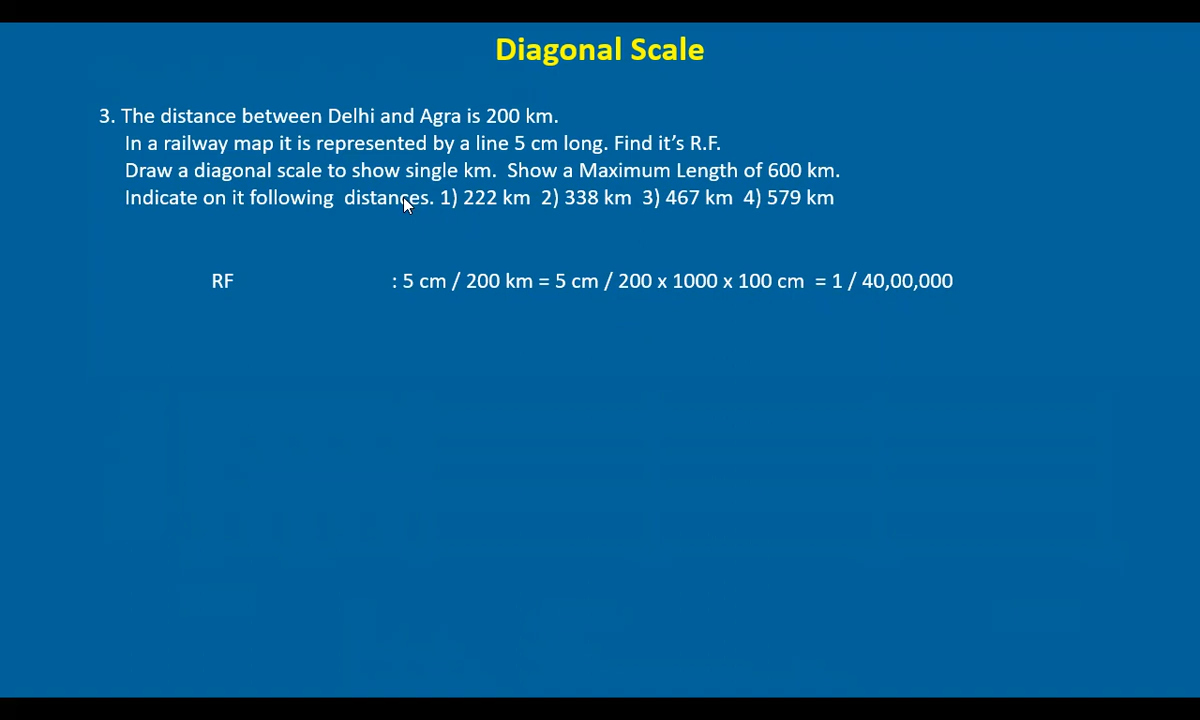 Diagonal Scale
3. The distance between Delhi and Agra is 200 km.
In a railway map it is represented by a line 5 cm long. Find it's R.F.
Draw a diagonal scale to show single km. Show a Maximum Length of 600 km.
Indicate on it following distances. 1) 222 km 2) 338 km 3) 467 km 4) 579 km
RF : 5 cm / 200 km = 5 cm / 200 x 1000 x 100 cm = 1 / 40,00,000